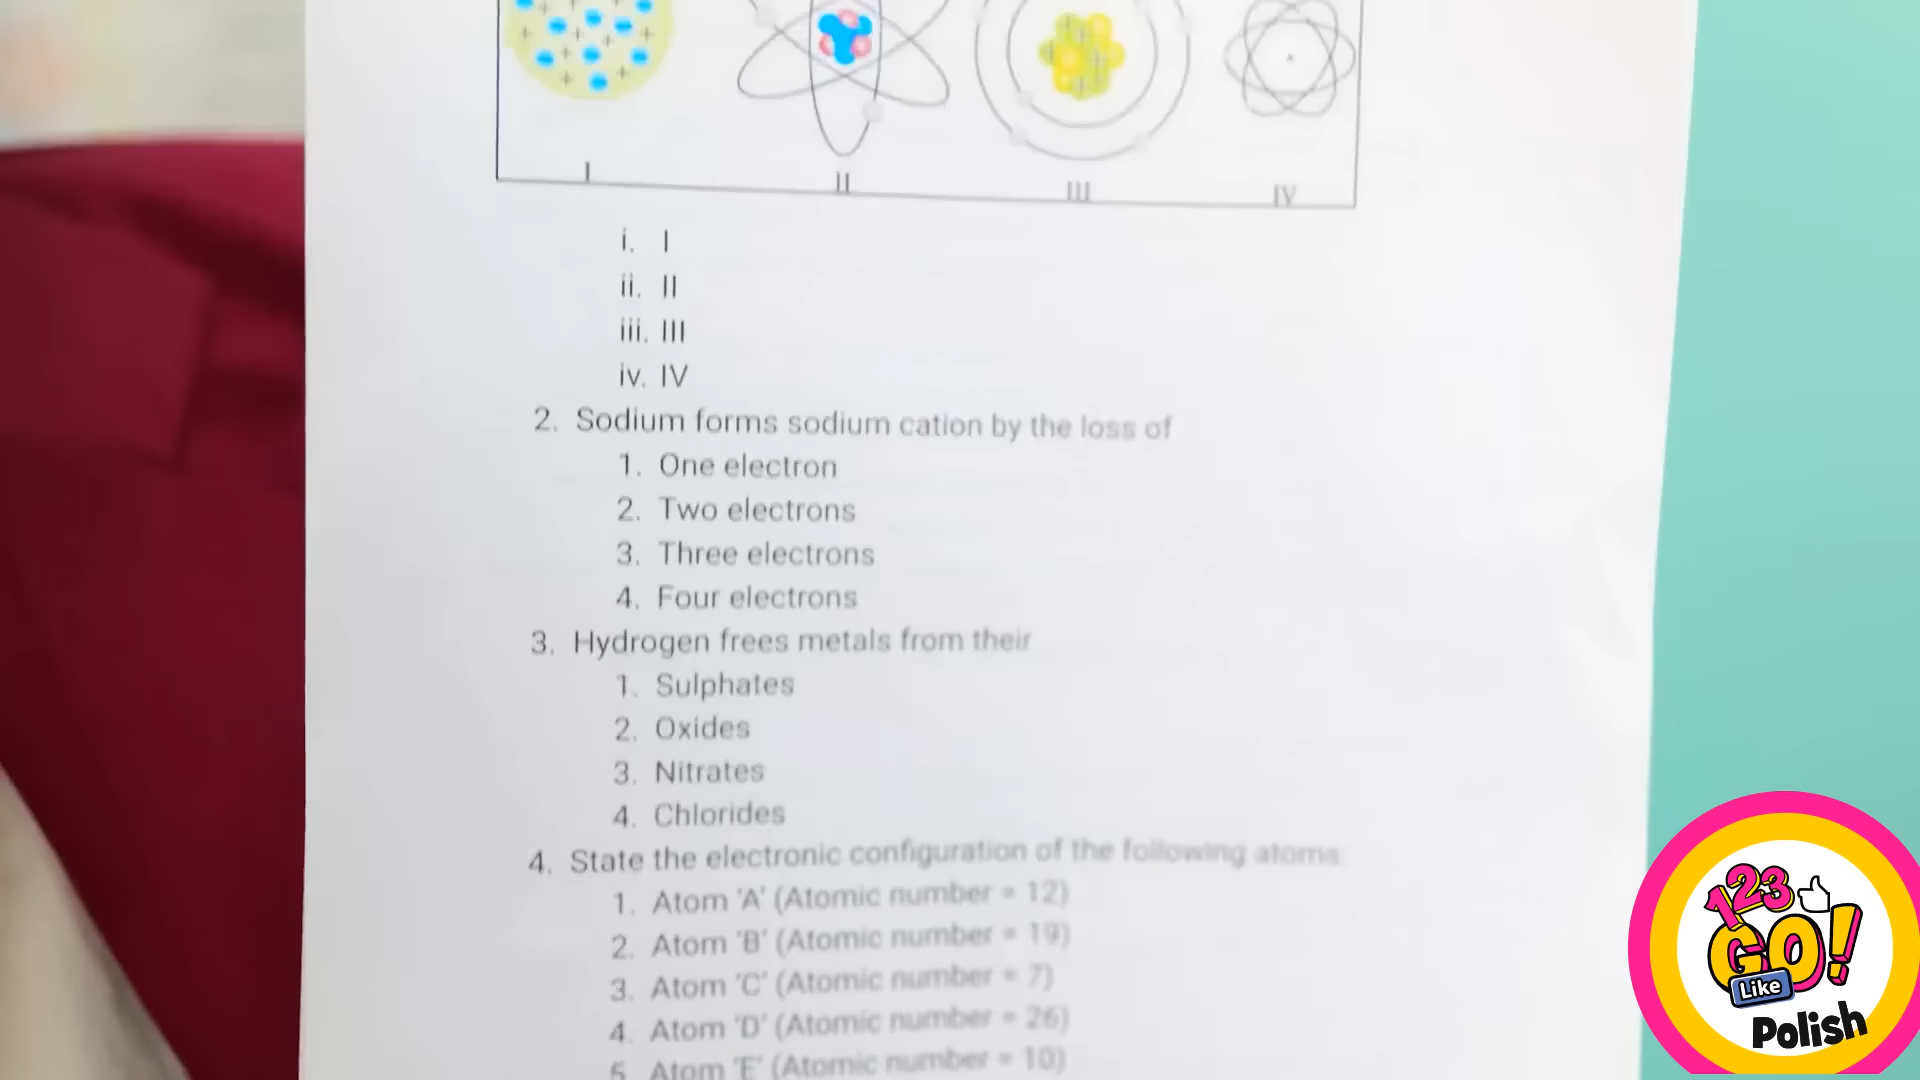 I II III IV
i. I
ii. II
iii. III
iv. IV
2. Sodium forms sodium cation by the loss of
1. One electron
2. Two electrons
3. Three electrons
4. Four electrons
3. Hydrogen frees metals from their
1. Sulphates
2. Oxides
3. Nitrates
4. Chlorides
4. State the electronic configuration of the following atoms
1. Atom 'A' (Atomic number = 12)
2. Atom 'B' (Atomic number = 19)
3. Atom 'C' (Atomic number = 7)
4. Atom 'D' (Atomic number = 26)
5. Atom 'E' (Atomic number = 10)
123
GO!
Like
Polish